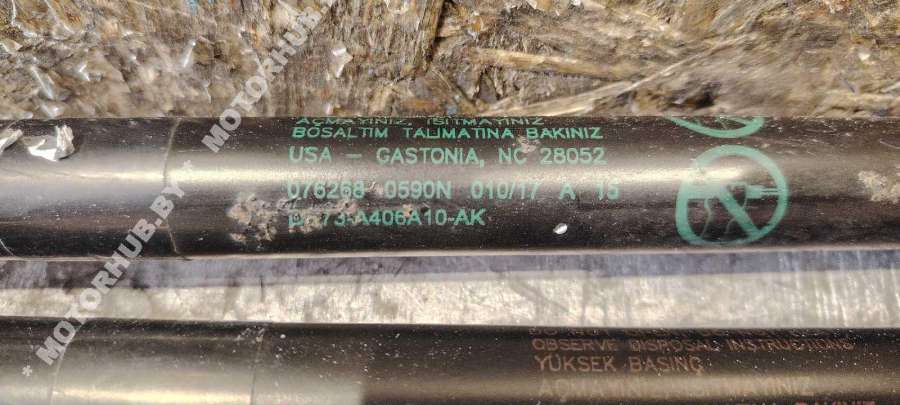 AÇMAYINIZ, ISITMAYINIZ
BOSALTIM TALIMATINA BAKINIZ
USA - GASTONIA, NC 28052
076268 0590N 010/17 A 15
73-A406A10-AK
OBSERVE DISPOSAL INSTRUCTIONS
YÜKSEK BASINÇ
AÇMAYINIZ, ISITMAYINIZ
BAKINIZ
* MOTORHUB.BY * MOTORHUB